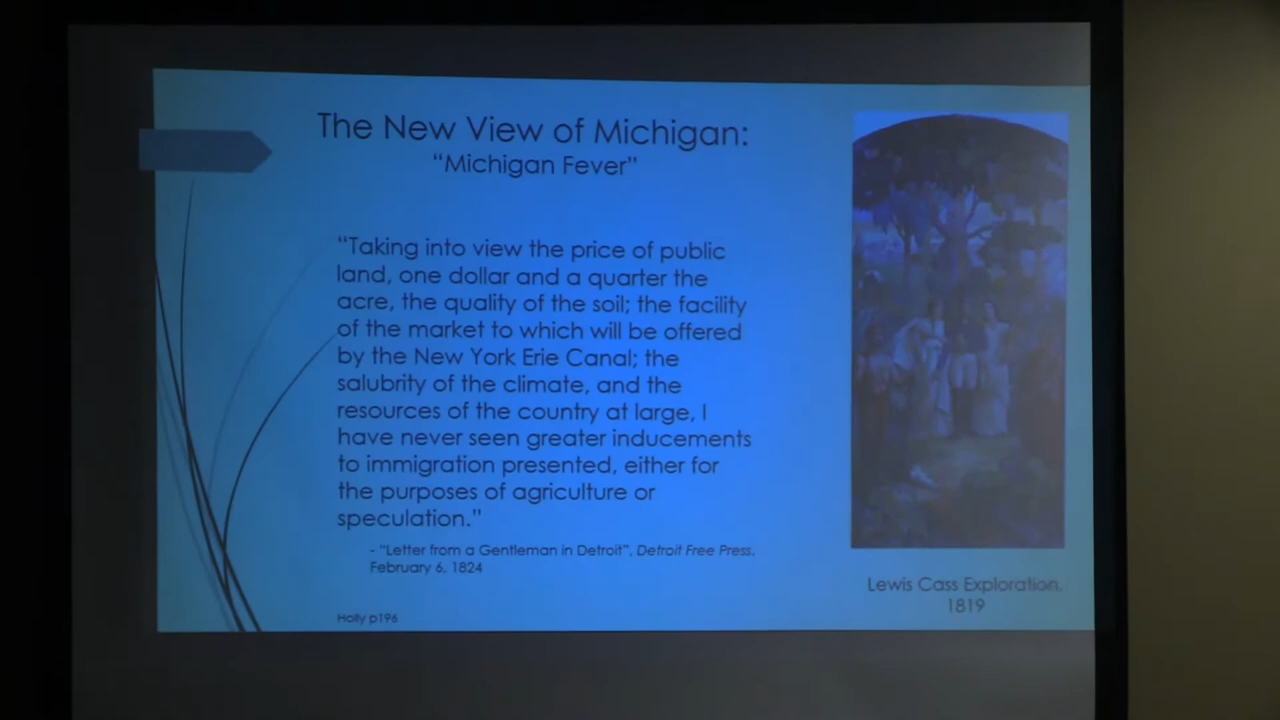 The New View of Michigan:
“Michigan Fever”
“Taking into view the price of public
land, one dollar and a quarter the
acre, the quality of the soil; the facility
of the market to which will be offered
by the New York Erie Canal; the
salubrity of the climate, and the
resources of the country at large, I
have never seen greater inducements
to immigration presented, either for
the purposes of agriculture or
speculation.”
- “Letter from a Gentleman in Detroit”, Detroit Free Press,
February 6, 1824
Holly p196
Lewis Cass Exploration,
1819